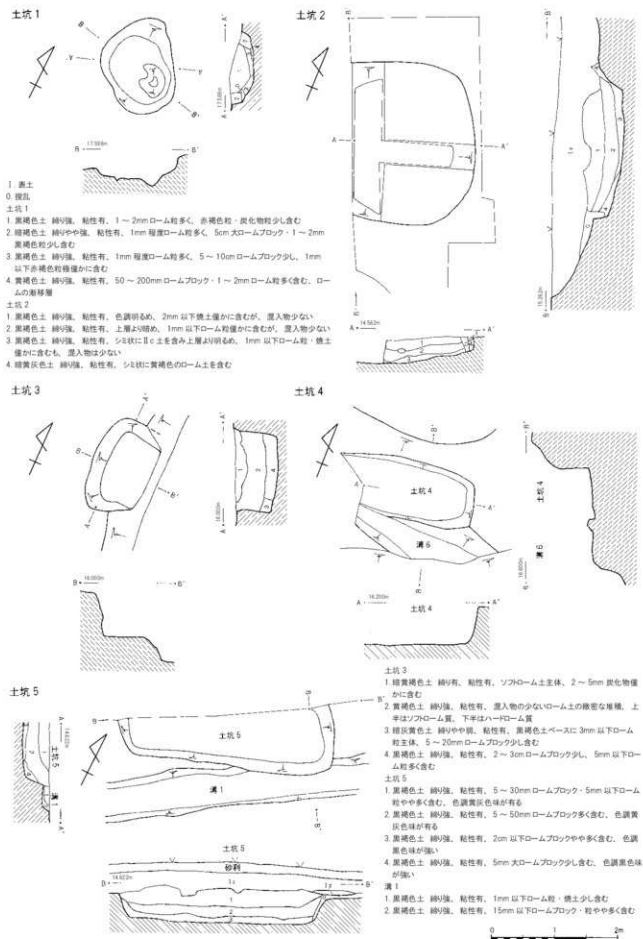 土坑 1
土坑 2
Ⅰ 表土
0. 撹乱
土坑 1
1. 黒褐色土 締り強、 粘性有、 1 ～ 2mm ローム粒多く、 赤褐色粒・炭化物粒少し含む
2. 暗褐色土 締りやや強、 粘性有、 1mm 程度ローム粒多く、 5cm 大ロームブロック・1 ～ 2mm
黒褐色粒少し含む
3. 黒褐色土 締り強、 粘性有、 1mm 程度ローム粒多く、 5 ～ 10cm ロームブロック少し、 1mm
以下赤褐色粒極僅かに含む
4. 黄褐色土 締り強、 粘性有、 50 ～ 200mm ロームブロック・1 ～ 2mm ローム粒多く含む、 ロー
ムの漸移層
土坑 2
1. 黒褐色土 締り強、 粘性有、 色調明るめ、 2mm 以下焼土僅かに含むが、 混入物少ない
2. 黒褐色土 締り強、 粘性有、 上層より暗め、 1mm 以下ローム粒僅かに含むが、 混入物少ない
3. 黒褐色土 締り強、 粘性有、 シミ状にⅡc 土を含み上層より明るめ、 1mm 以下ローム粒・焼土
僅かに含むも、 混入物は少ない
4. 暗黄灰色土 締り強、 粘性有、 シミ状に黄褐色のローム土を含む
A A' B B'
17.508m
14.562m
15.262m
土坑 3
土坑 4
16.000m
土坑 4
溝 6
土坑 4
溝 6
16.200m
16.600m
土坑 4
土坑 5
土坑 5
溝 1
土坑 5
溝 1
14.622m
土坑 5
砂利
14.622m
土坑 3
1. 暗黄褐色土 締り有、 粘性有、 ソフトローム土主体、 2 ～ 5mm 炭化物僅
かに含む
2. 黄褐色土 締り強、 粘性有、 混入物の少ないローム土の緻密な堆積、 上
半はソフトローム質、 下半はハードローム質
3. 暗灰黄色土 締りやや弱、 粘性有、 黒褐色土ベースに 3mm 以下ローム
粒主体、 5 ～ 20mm ロームブロック少し含む
4. 黒褐色土 締り強、 粘性有、 2 ～ 3cm ロームブロック少し、 5mm 以下ロー
ム粒多く含む
土坑 5
1. 黒褐色土 締り強、 粘性有、 5 ～ 30mm ロームブロック・5mm 以下ローム
粒やや多く含む、 色調黄灰色味が有る
2. 黒褐色土 締り強、 粘性有、 5 ～ 50mm ロームブロック多く含む、 色調黄
灰色味が有る
3. 黒褐色土 締り強、 粘性有、 2cm 以下ロームブロックやや多く含む、 色調
黒色味が強い
4. 黒褐色土 締り強、 粘性有、 5mm 大ロームブロック少し含む、 色調黒色味
が強い
溝 1
1. 黒褐色土 締り強、 粘性有、 1mm 以下ローム粒・焼土少し含む
2. 黒褐色土 締り強、 粘性有、 15mm 以下ロームブロック・粒やや多く含む
0 1 2m